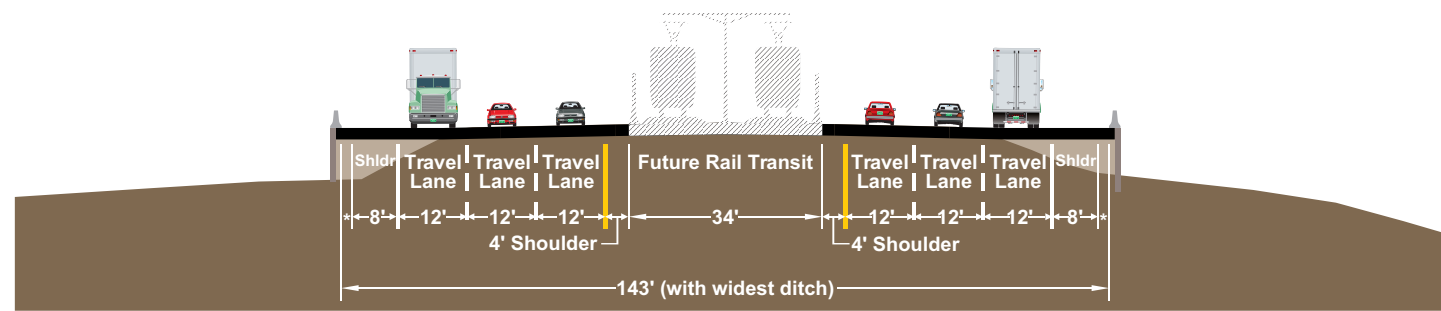 Shldr Travel Lane Travel Lane Travel Lane Future Rail Transit Travel Lane Travel Lane Travel Lane Shldr
* 8' 12' 12' 12' 34' 12' 12' 12' 8' *
4' Shoulder 4' Shoulder
143' (with widest ditch)